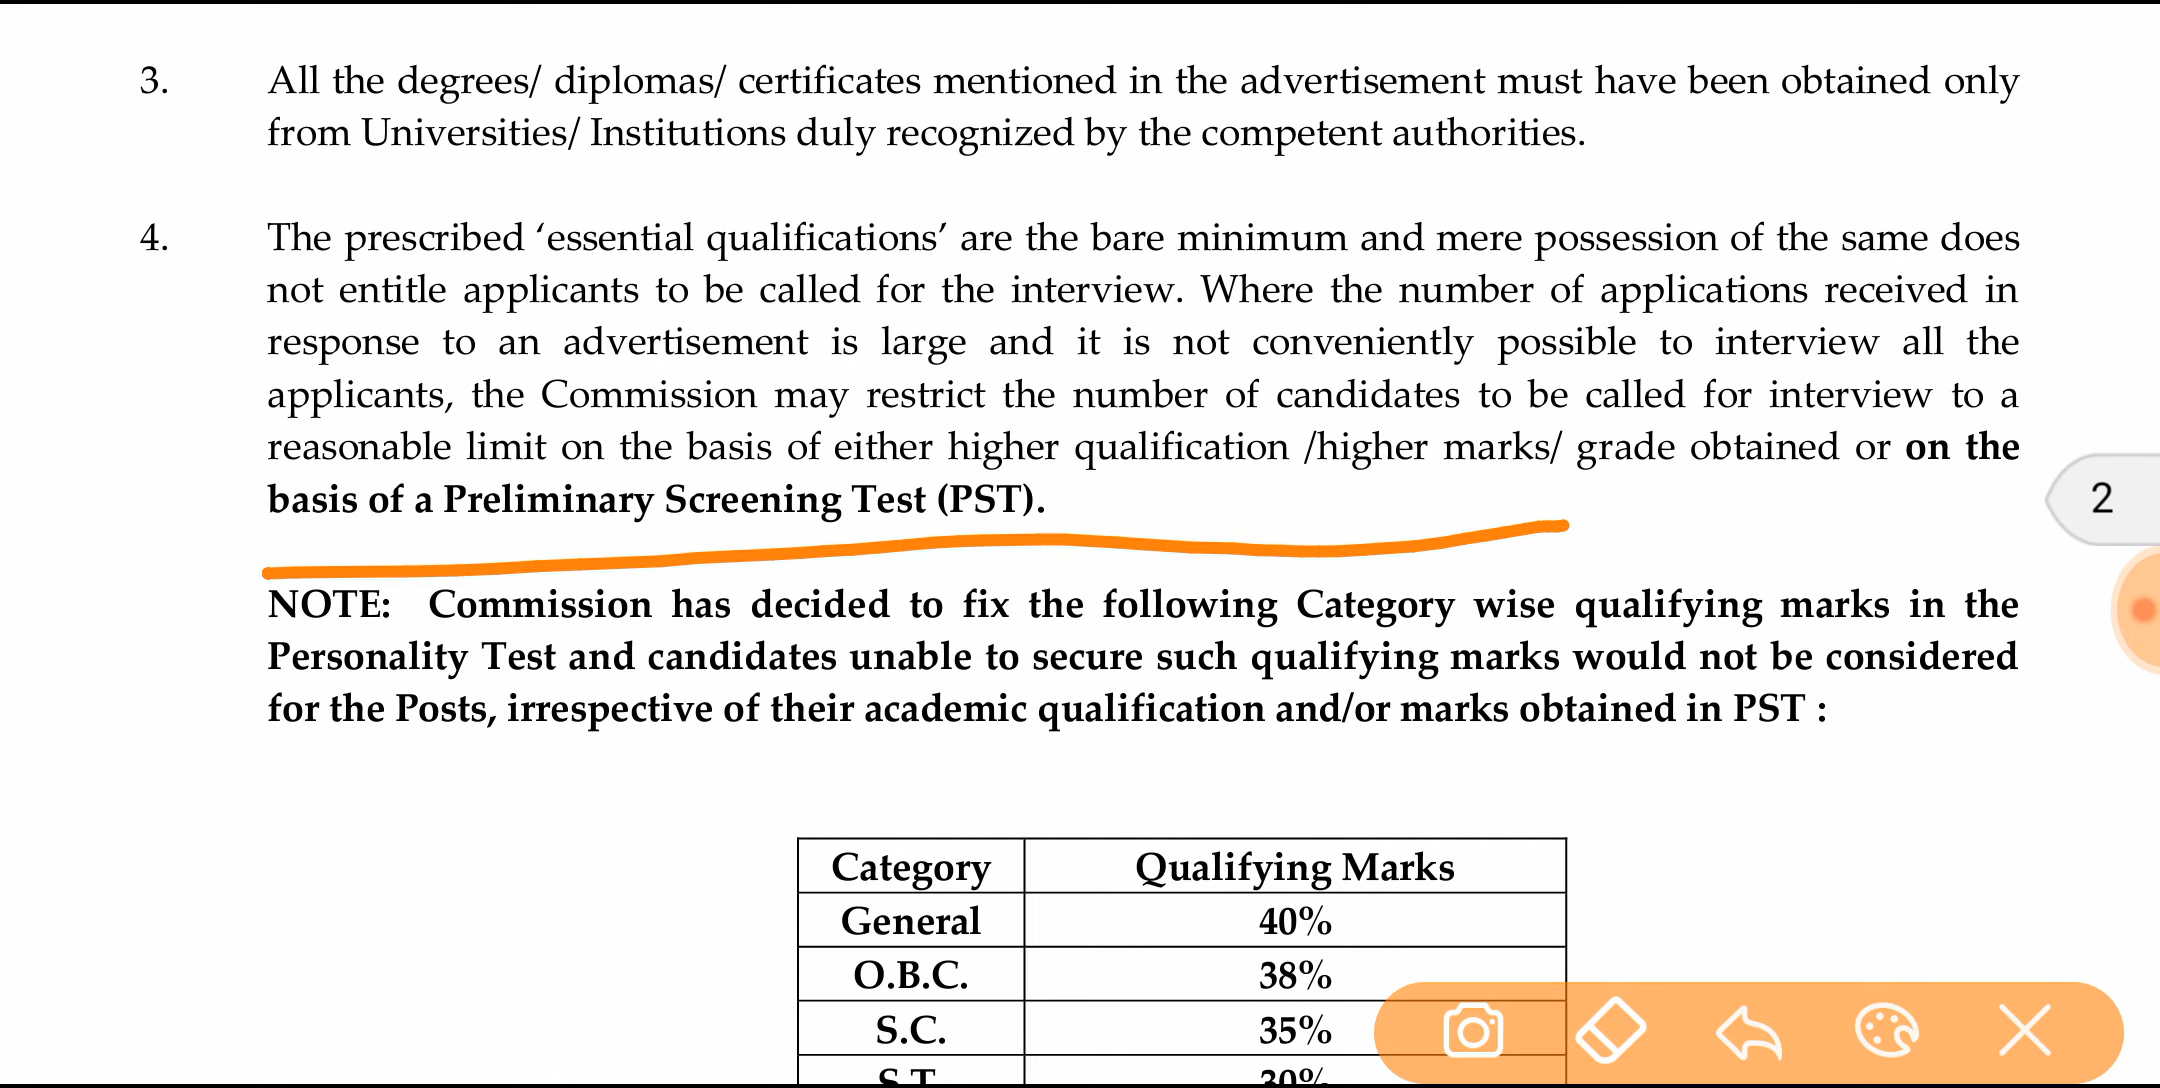 3. All the degrees/ diplomas/ certificates mentioned in the advertisement must have been obtained only
from Universities/ Institutions duly recognized by the competent authorities.
4. The prescribed ‘essential qualifications’ are the bare minimum and mere possession of the same does
not entitle applicants to be called for the interview. Where the number of applications received in
response to an advertisement is large and it is not conveniently possible to interview all the
applicants, the Commission may restrict the number of candidates to be called for interview to a
reasonable limit on the basis of either higher qualification /higher marks/ grade obtained or on the
basis of a Preliminary Screening Test (PST).
2
NOTE: Commission has decided to fix the following Category wise qualifying marks in the
Personality Test and candidates unable to secure such qualifying marks would not be considered
for the Posts, irrespective of their academic qualification and/or marks obtained in PST :
Category Qualifying Marks
General 40%
O.B.C. 38%
S.C. 35%
S.T. 30%